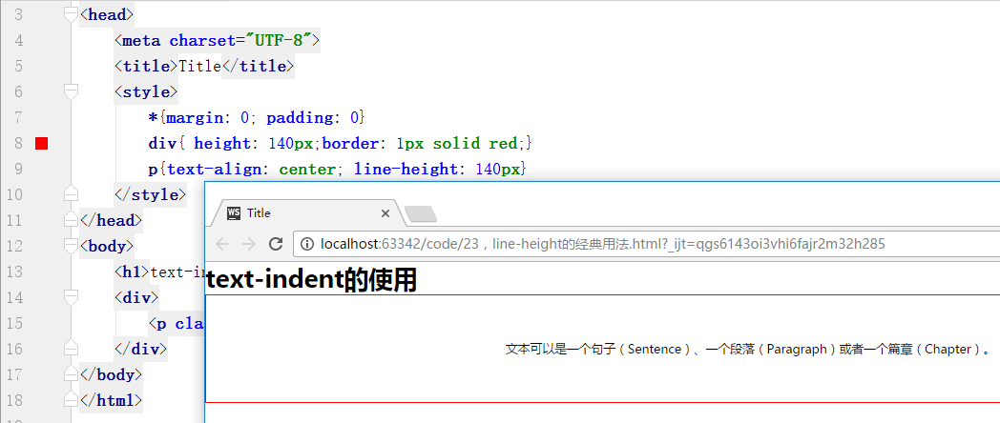 3 <head>
4 <meta charset="UTF-8">
5 <title>Title</title>
6 <style>
7 *{margin: 0; padding: 0}
8 div{ height: 140px;border: 1px solid red;}
9 p{text-align: center; line-height: 140px}
10 </style>
11 </head>
12 <body>
13 <h1>text-in
14 <div>
15 <p cla
16 </div>
17 </body>
18 </html>
WS Title
localhost:63342/code/23，line-height的经典用法.html?_ijt=qgs6143oi3vhi6fajr2m32h285
text-indent的使用
文本可以是一个句子（Sentence）、一个段落（Paragraph）或者一个篇章（Chapter）。